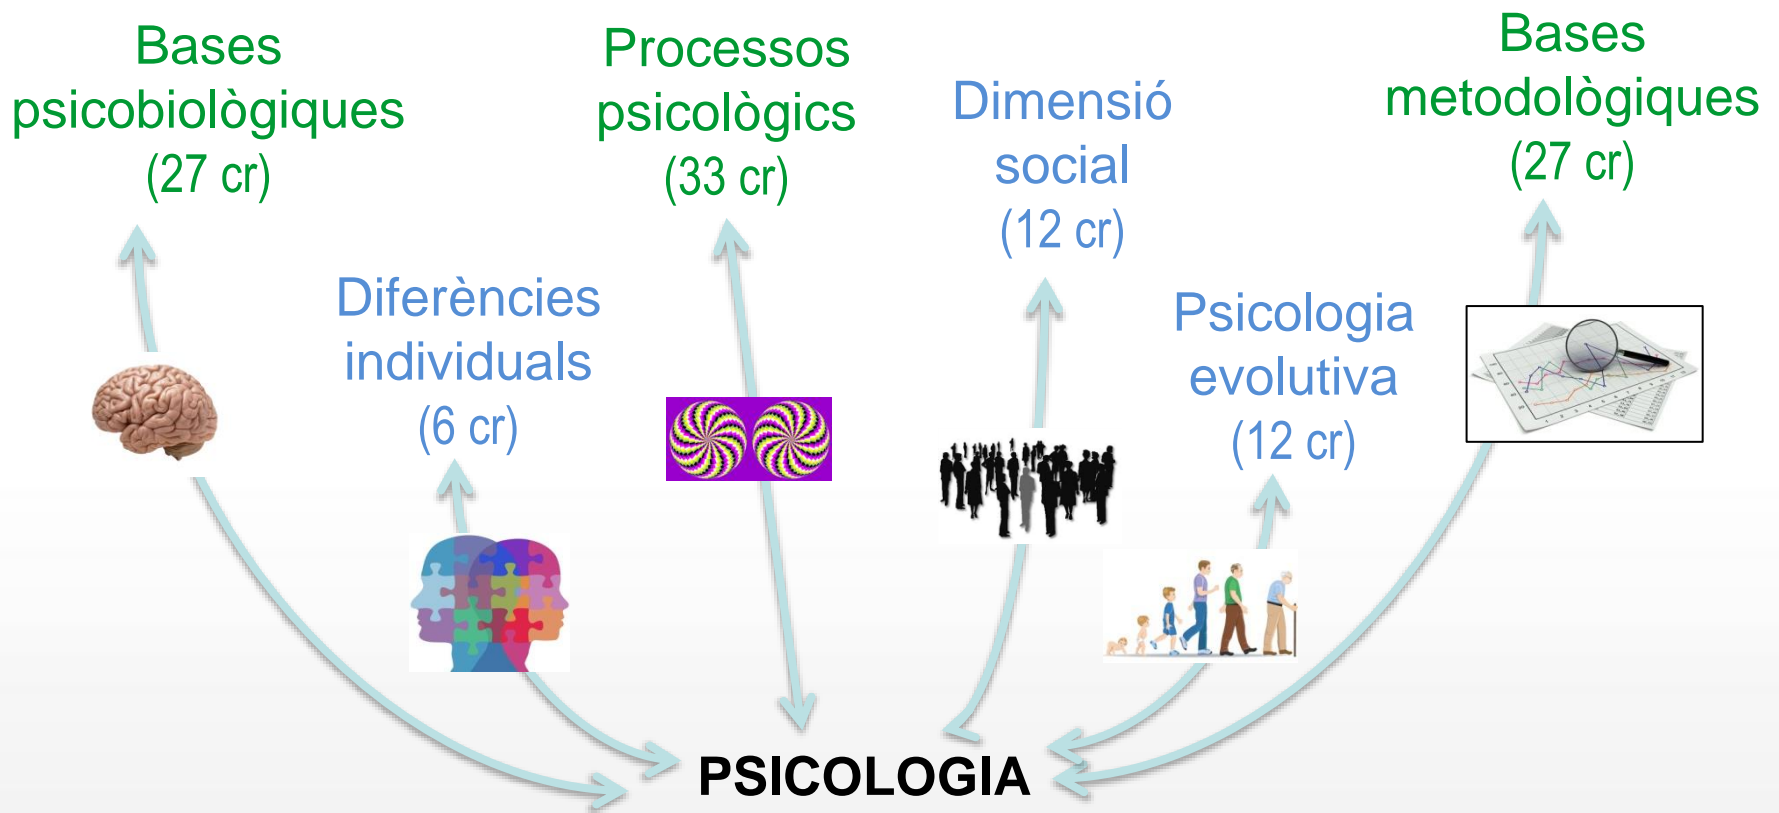 Bases
psicobiològiques
(27 cr)
Processos
psicològics
(33 cr)
Dimensió
social
(12 cr)
Bases
metodològiques
(27 cr)
Diferències
individuals
(6 cr)
Psicologia
evolutiva
(12 cr)
PSICOLOGIA